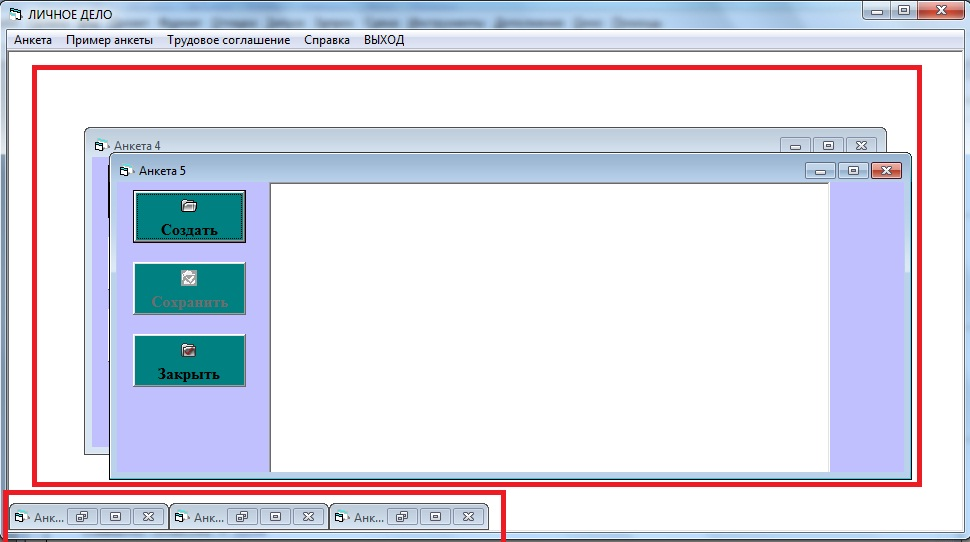 ЛИЧНОЕ ДЕЛО
Анкета Пример анкеты Трудовое соглашение Справка ВЫХОД
Анкета 4
Анкета 5
Создать
Сохранить
Закрыть
Анк... Анк... Анк...